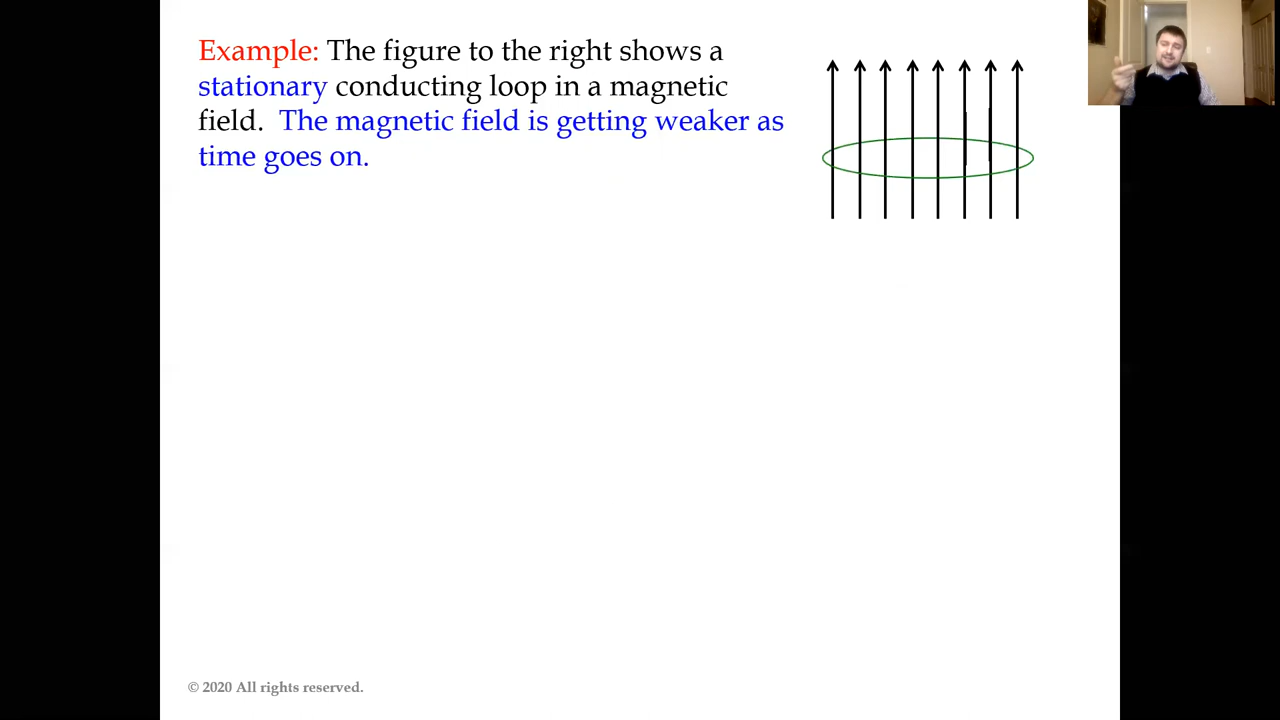 Example: The figure to the right shows a
stationary conducting loop in a magnetic
field. The magnetic field is getting weaker as
time goes on.
© 2020 All rights reserved.